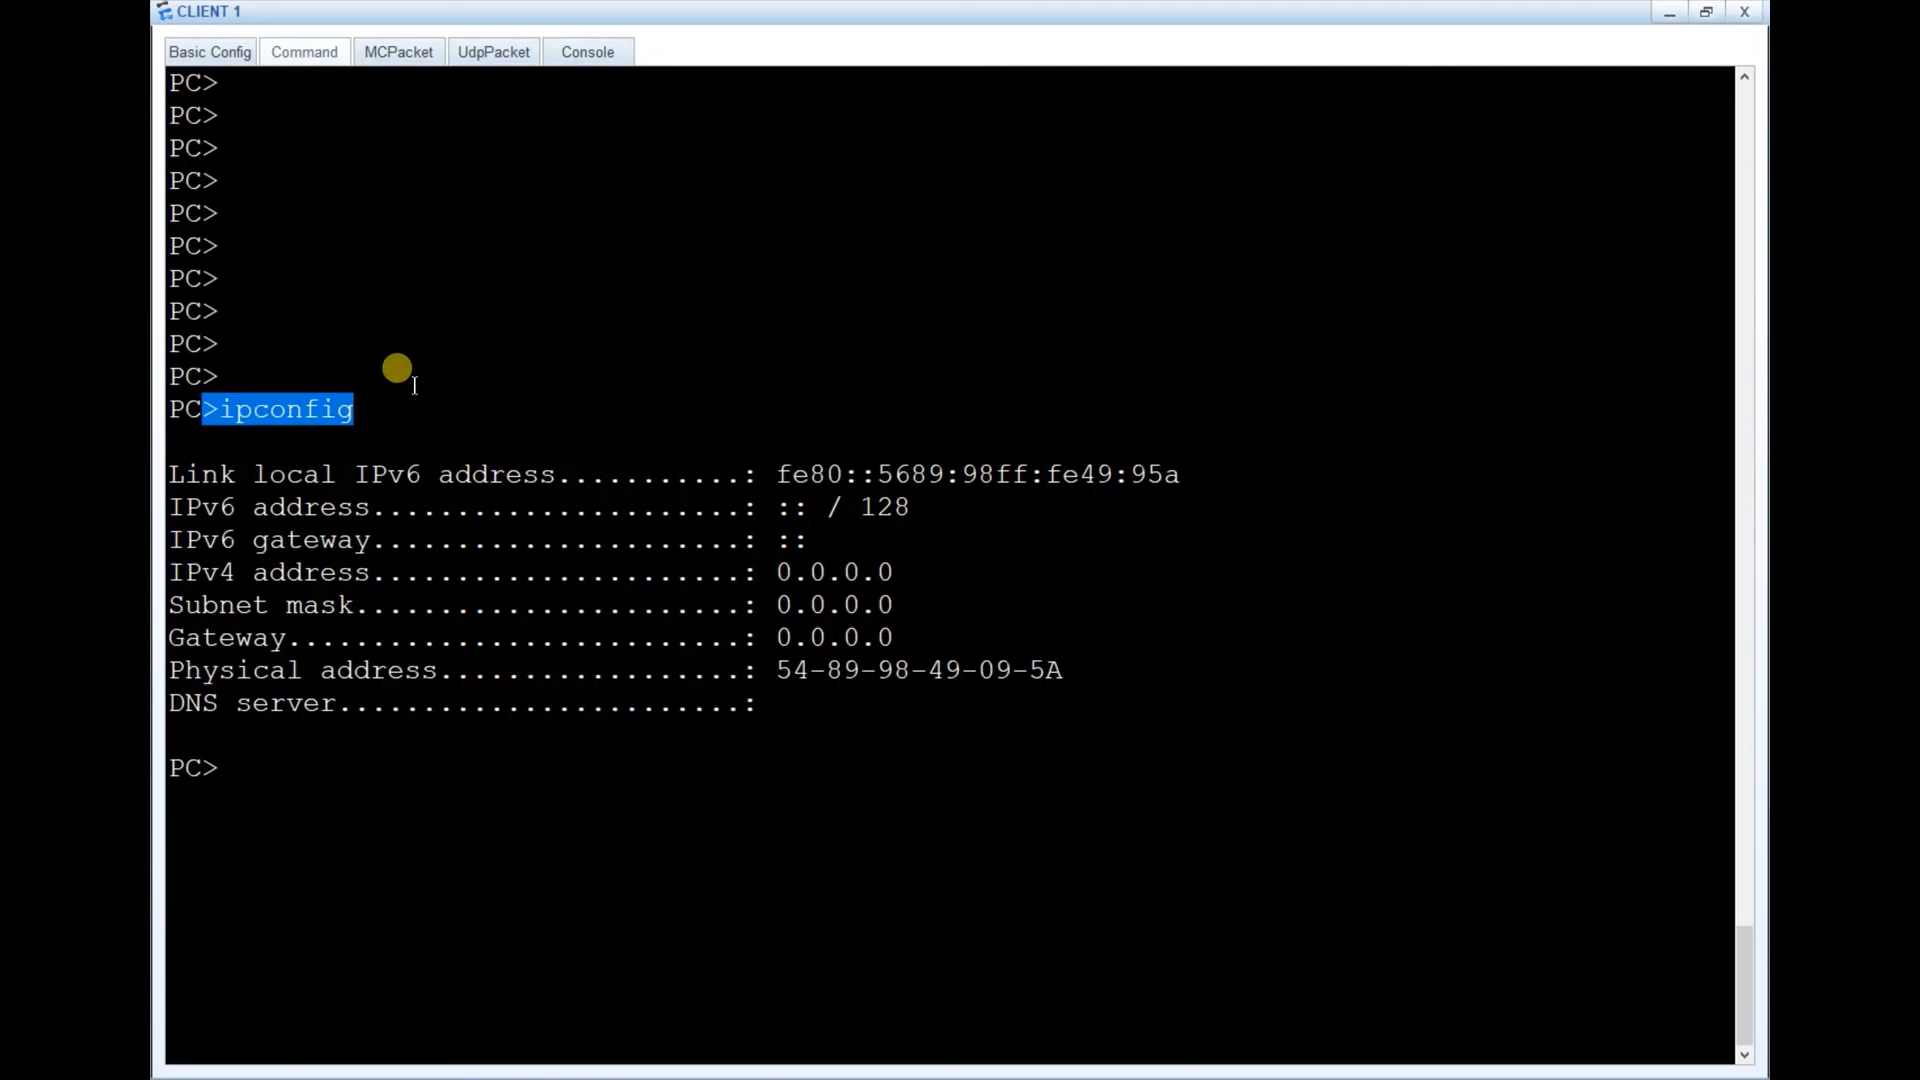 CLIENT 1
Basic Config Command MCPacket UdpPacket Console
PC>
PC>
PC>
PC>
PC>
PC>
PC>
PC>
PC>
PC>
PC>ipconfig
Link local IPv6 address...........: fe80::5689:98ff:fe49:95a
IPv6 address......................: :: / 128
IPv6 gateway......................: ::
IPv4 address......................: 0.0.0.0
Subnet mask.......................: 0.0.0.0
Gateway...........................: 0.0.0.0
Physical address..................: 54-89-98-49-09-5A
DNS server........................:
PC>